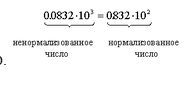 0.0832·10³ = 0.832·10²
ненормализованное нормализованное
число число
).